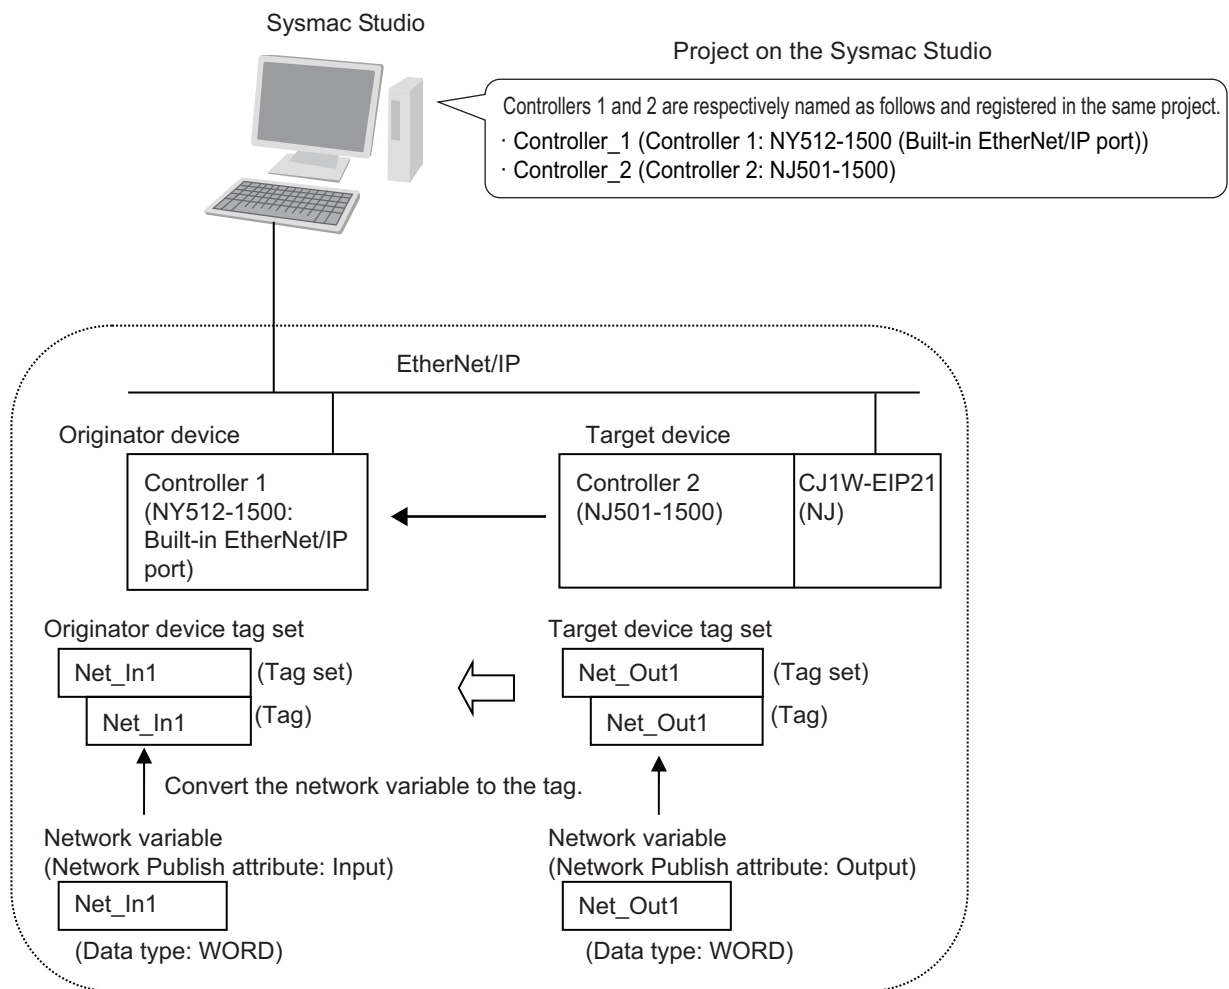 Sysmac Studio
Project on the Sysmac Studio
Controllers 1 and 2 are respectively named as follows and registered in the same project.
· Controller_1 (Controller 1: NY512-1500 (Built-in EtherNet/IP port))
· Controller_2 (Controller 2: NJ501-1500)
EtherNet/IP
Originator device
Target device
Controller 1
(NY512-1500:
Built-in EtherNet/IP
port)
Controller 2
(NJ501-1500)
CJ1W-EIP21
(NJ)
Originator device tag set
Target device tag set
Net_In1
(Tag set)
Net_In1
(Tag)
Net_Out1
(Tag set)
Net_Out1
(Tag)
Convert the network variable to the tag.
Network variable
(Network Publish attribute: Input)
Net_In1
(Data type: WORD)
Network variable
(Network Publish attribute: Output)
Net_Out1
(Data type: WORD)